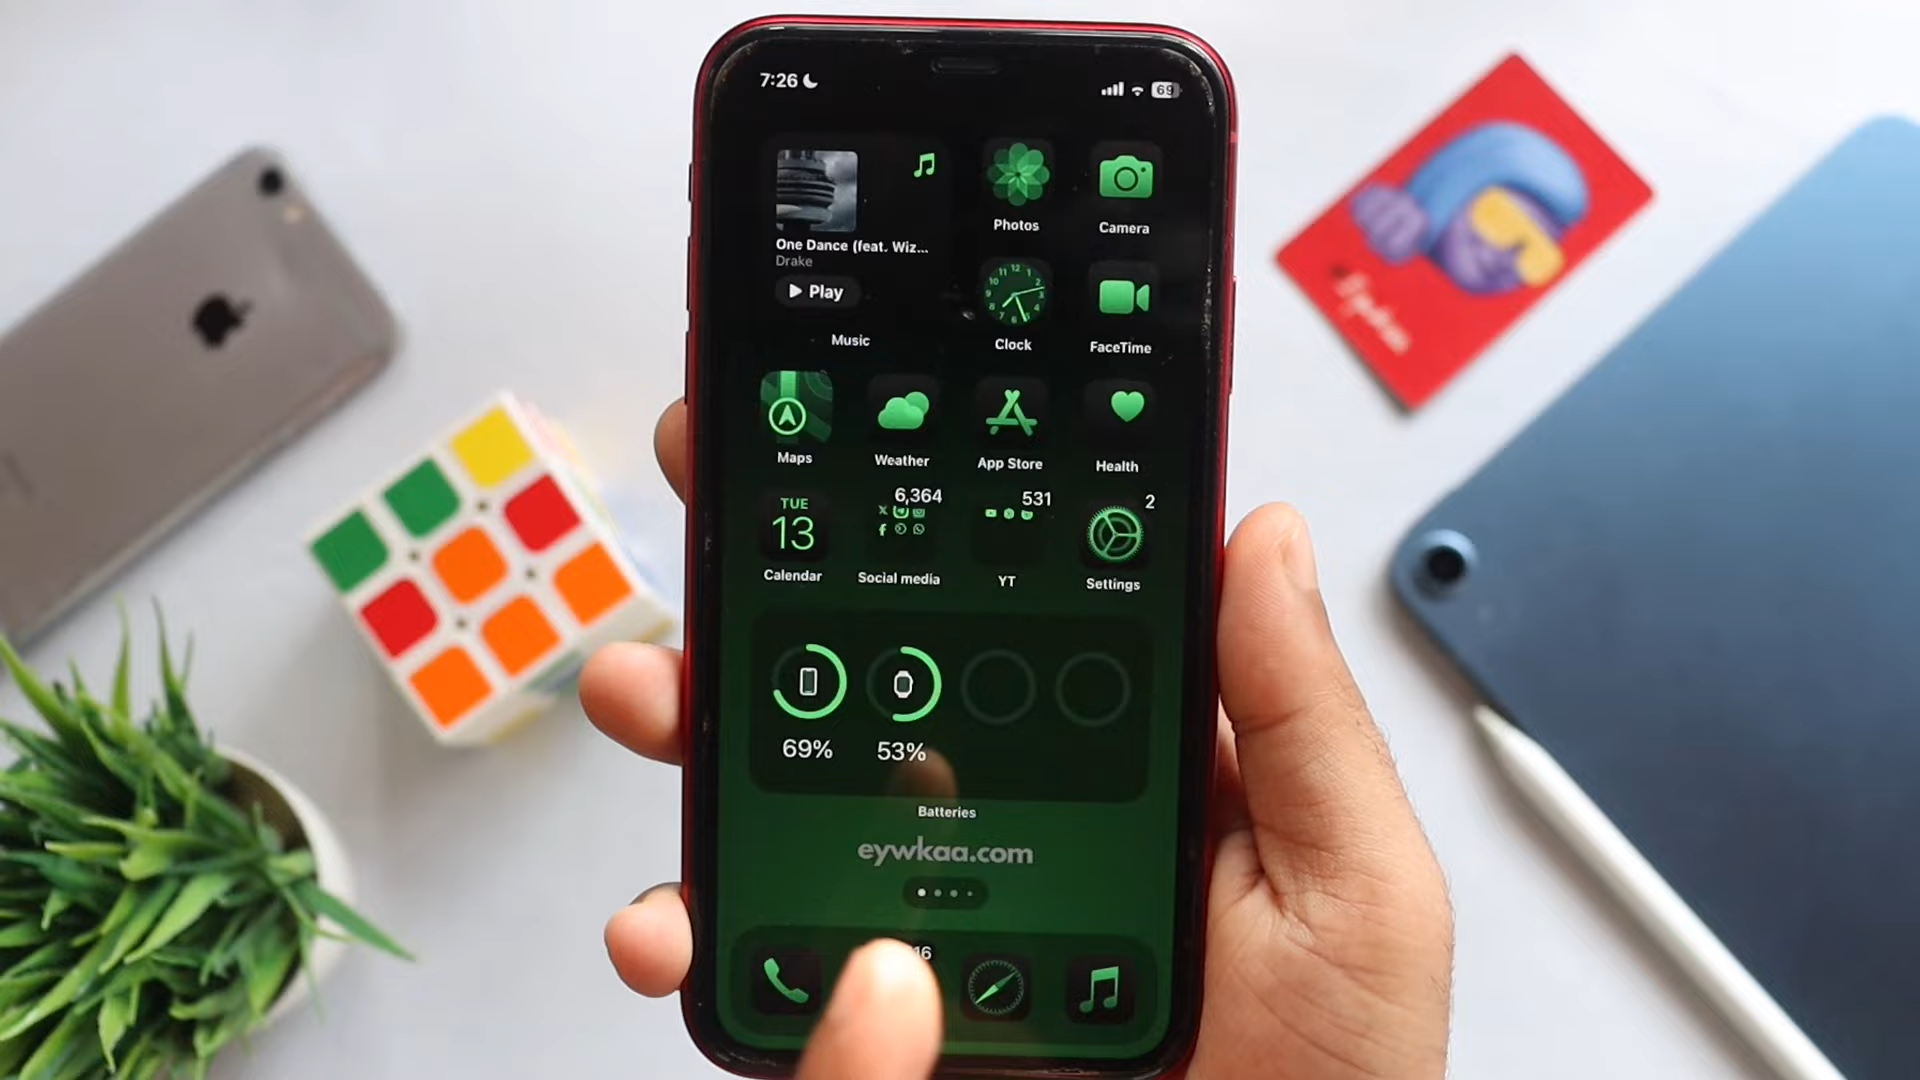 7:26
69
One Dance (feat. Wiz...
Drake
Play
Music
Photos
Camera
Clock
FaceTime
Maps
Weather
App Store
Health
TUE
13
Calendar
6,364
Social media
531
YT
2
Settings
69%
53%
Batteries
eywkaa.com
16